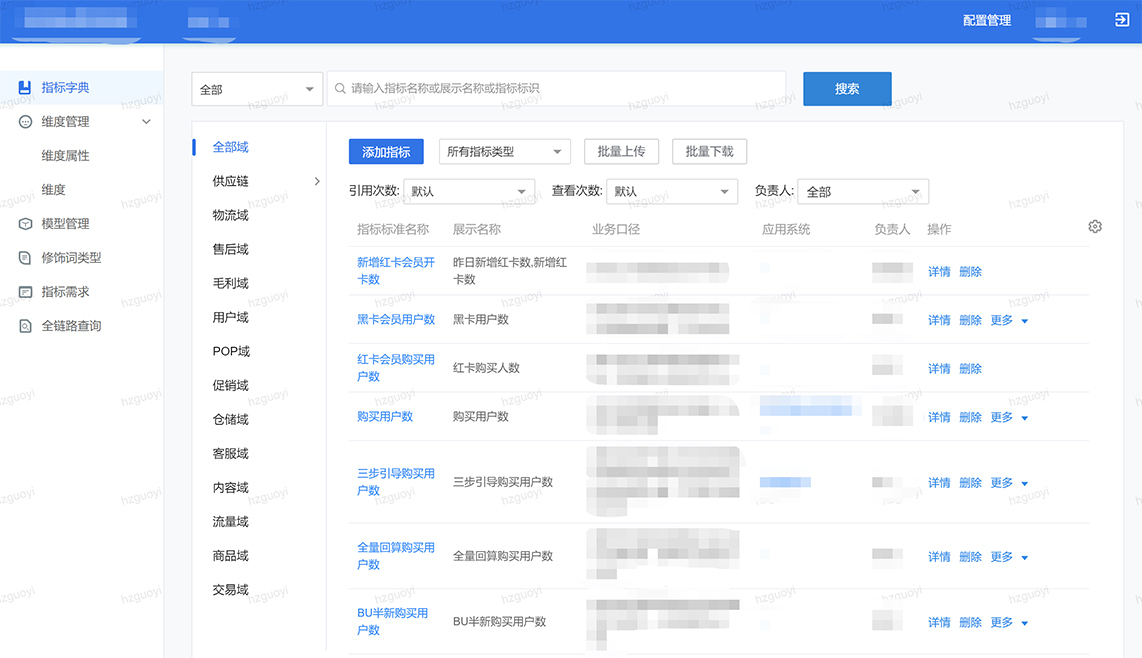 配置管理
指标字典
维度管理
维度属性
维度
模型管理
修饰词类型
指标需求
全链路查询
全部
请输入指标名称或展示名称或指标标识
搜索
全部域
供应链
物流域
售后域
毛利域
用户域
POP域
促销域
仓储域
客服域
内容域
流量域
商品域
交易域
添加指标 所有指标类型 批量上传 批量下载
引用次数: 默认 查看次数: 默认 负责人: 全部
指标标准名称 展示名称 业务口径 应用系统 负责人 操作
新增红卡会员开 昨日新增红卡数,新增红
卡数 卡数 详情 删除
黑卡会员用户数 黑卡用户数 详情 删除 更多
红卡会员购买用
户数 红卡购买人数 详情 删除
购买用户数 购买用户数 详情 删除 更多
三步引导购买用
户数 三步引导购买用户数 详情 删除 更多
全量回算购买用
户数 全量回算购买用户数 详情 删除 更多
BU半新购买用
户数 BU半新购买用户数 详情 删除 更多
hzguoyi